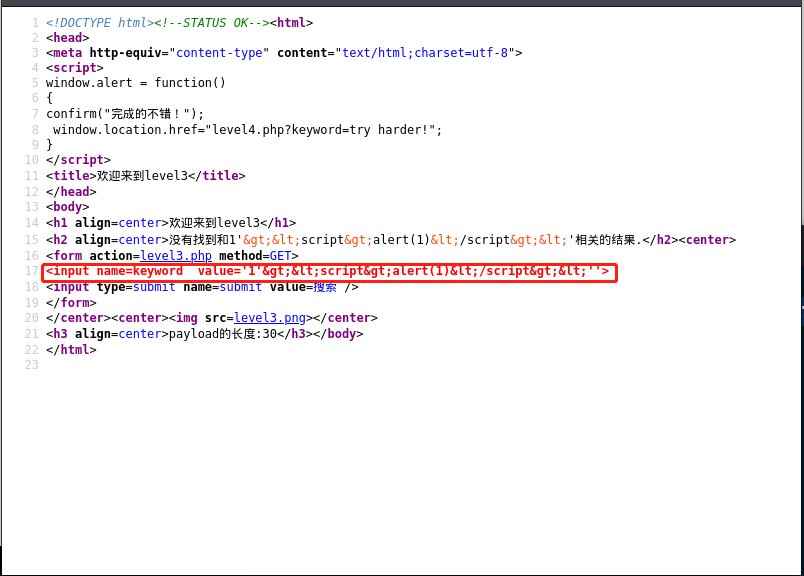 1 <!DOCTYPE html><!--STATUS OK--><html>
2 <head>
3 <meta http-equiv="content-type" content="text/html;charset=utf-8">
4 <script>
5 window.alert = function()
6 {
7 confirm("完成的不错！");
8  window.location.href="level4.php?keyword=try harder!";
9 }
10 </script>
11 <title>欢迎来到level3</title>
12 </head>
13 <body>
14 <h1 align=center>欢迎来到level3</h1>
15 <h2 align=center>没有找到和1'&gt;&lt;script&gt;alert(1)&lt;/script&gt;&lt;'相关的结果.</h2><center>
16 <form action=level3.php method=GET>
17 <input name=keyword  value='1'&gt;&lt;script&gt;alert(1)&lt;/script&gt;&lt;''>
18 <input type=submit name=submit value=搜索 />
19 </form>
20 </center><center><img src=level3.png></center>
21 <h3 align=center>payload的长度:30</h3></body>
22 </html>
23